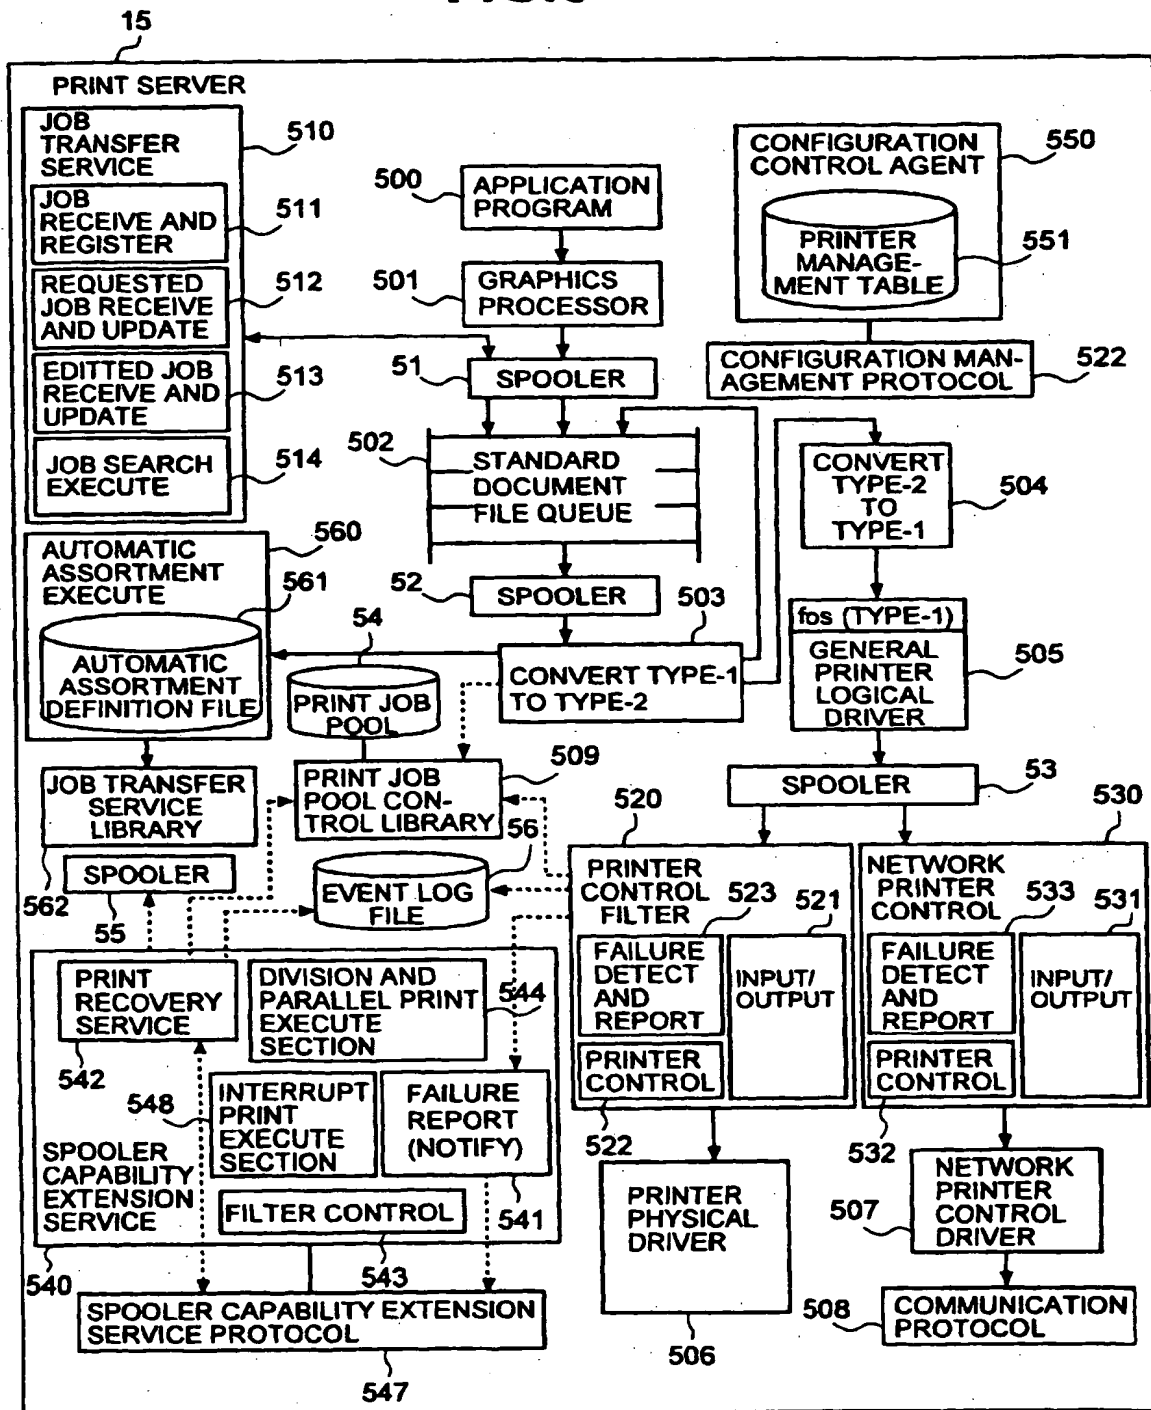 15
PRINT SERVER
JOB
TRANSFER
SERVICE
510
JOB
RECEIVE AND
REGISTER
511
REQUESTED
JOB RECEIVE
AND UPDATE
512
EDITTED JOB
RECEIVE AND
UPDATE
513
JOB SEARCH
EXECUTE
514
500
APPLICATION
PROGRAM
501
GRAPHICS
PROCESSOR
51
SPOOLER
502
STANDARD
DOCUMENT
FILE QUEUE
52
SPOOLER
503
CONVERT TYPE-1
TO TYPE-2
CONFIGURATION
CONTROL AGENT
550
PRINTER
MANAGE-
MENT TABLE
551
CONFIGURATION MAN-
AGEMENT PROTOCOL
522
CONVERT
TYPE-2
TO
TYPE-1
504
fos (TYPE-1)
GENERAL
PRINTER
LOGICAL
DRIVER
505
SPOOLER
53
AUTOMATIC
ASSORTMENT
EXECUTE
560
561
AUTOMATIC
ASSORTMENT
DEFINITION FILE
54
PRINT JOB
POOL
JOB TRANSFER
SERVICE
LIBRARY
562
PRINT JOB
POOL CON-
TROL LIBRARY
509
SPOOLER
55
EVENT LOG
FILE
56
520
PRINTER
CONTROL
FILTER
523
521
FAILURE
DETECT
AND
REPORT
INPUT/
OUTPUT
PRINTER
CONTROL
522
530
NETWORK
PRINTER
CONTROL
533
531
FAILURE
DETECT
AND
REPORT
INPUT/
OUTPUT
PRINTER
CONTROL
532
PRINT
RECOVERY
SERVICE
542
DIVISION AND
PARALLEL PRINT
EXECUTE
SECTION
544
548
INTERRUPT
PRINT
EXECUTE
SECTION
FAILURE
REPORT
(NOTIFY)
541
SPOOLER
CAPABILITY
EXTENSION
SERVICE
FILTER CONTROL
543
540
SPOOLER CAPABILITY EXTENSION
SERVICE PROTOCOL
547
PRINTER
PHYSICAL
DRIVER
506
507
NETWORK
PRINTER
CONTROL
DRIVER
508
COMMUNICATION
PROTOCOL